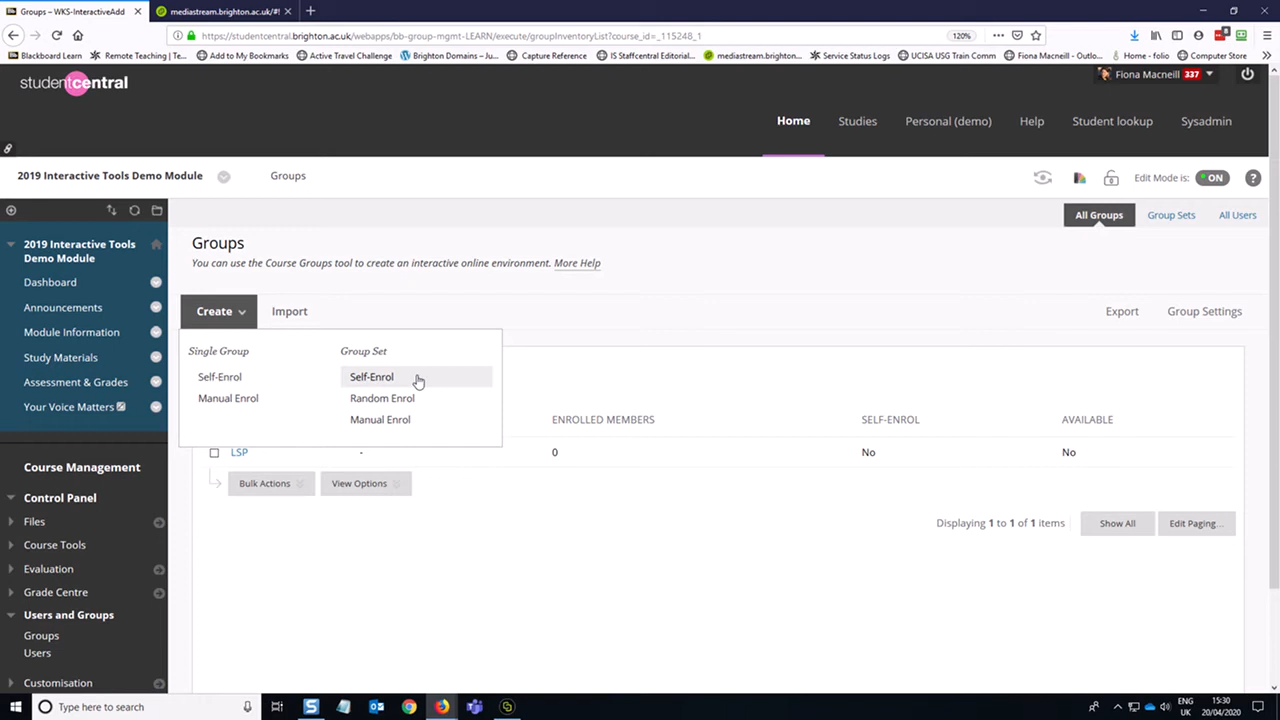 Groups – WKS-InteractiveAdd
mediastream.brighton.ac.uk/#!
https://studentcentral.brighton.ac.uk/webapps/bb-group-mgmt-LEARN/execute/groupInventoryList?course_id=_115248_1
120%
Blackboard Learn
Remote Teaching | Te...
Add to My Bookmarks
Active Travel Challenge
Brighton Domains – Ju...
Capture Reference
IS Staffcentral Editorial...
mediastream.brighton...
Service Status Logs
UCISA USG Train Comm
Fiona Macneill - Outlo...
Home - folio
Computer Store
studentcentral
Fiona Macneill 337
Home
Studies
Personal (demo)
Help
Student lookup
Sysadmin
2019 Interactive Tools Demo Module
Groups
Edit Mode is: ON ?
All Groups
Group Sets
All Users
2019 Interactive Tools
Demo Module
Dashboard
Announcements
Module Information
Study Materials
Assessment & Grades
Your Voice Matters
Course Management
Control Panel
Files
Course Tools
Evaluation
Grade Centre
Users and Groups
Groups
Users
Customisation
Groups
You can use the Course Groups tool to create an interactive online environment. More Help
Create
Import
Export
Group Settings
Single Group
Self-Enrol
Manual Enrol
Group Set
Self-Enrol
Random Enrol
Manual Enrol
ENROLLED MEMBERS
SELF-ENROL
AVAILABLE
LSP
-
0
No
No
Bulk Actions
View Options
Displaying 1 to 1 of 1 items
Show All
Edit Paging...
Type here to search
ENG
UK
15:30
20/04/2020